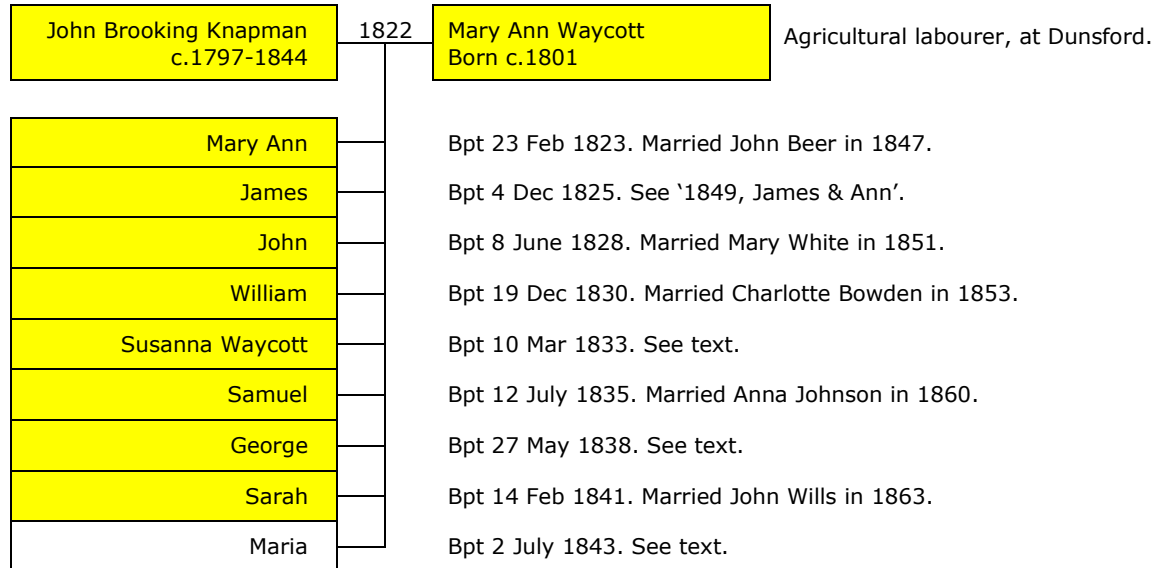 John Brooking Knapman 1822 Mary Ann Waycott Agricultural labourer, at Dunsford.
c.1797-1844 Born c.1801
Mary Ann Bpt 23 Feb 1823. Married John Beer in 1847.
James Bpt 4 Dec 1825. See ‘1849, James & Ann’.
John Bpt 8 June 1828. Married Mary White in 1851.
William Bpt 19 Dec 1830. Married Charlotte Bowden in 1853.
Susanna Waycott Bpt 10 Mar 1833. See text.
Samuel Bpt 12 July 1835. Married Anna Johnson in 1860.
George Bpt 27 May 1838. See text.
Sarah Bpt 14 Feb 1841. Married John Wills in 1863.
Maria Bpt 2 July 1843. See text.